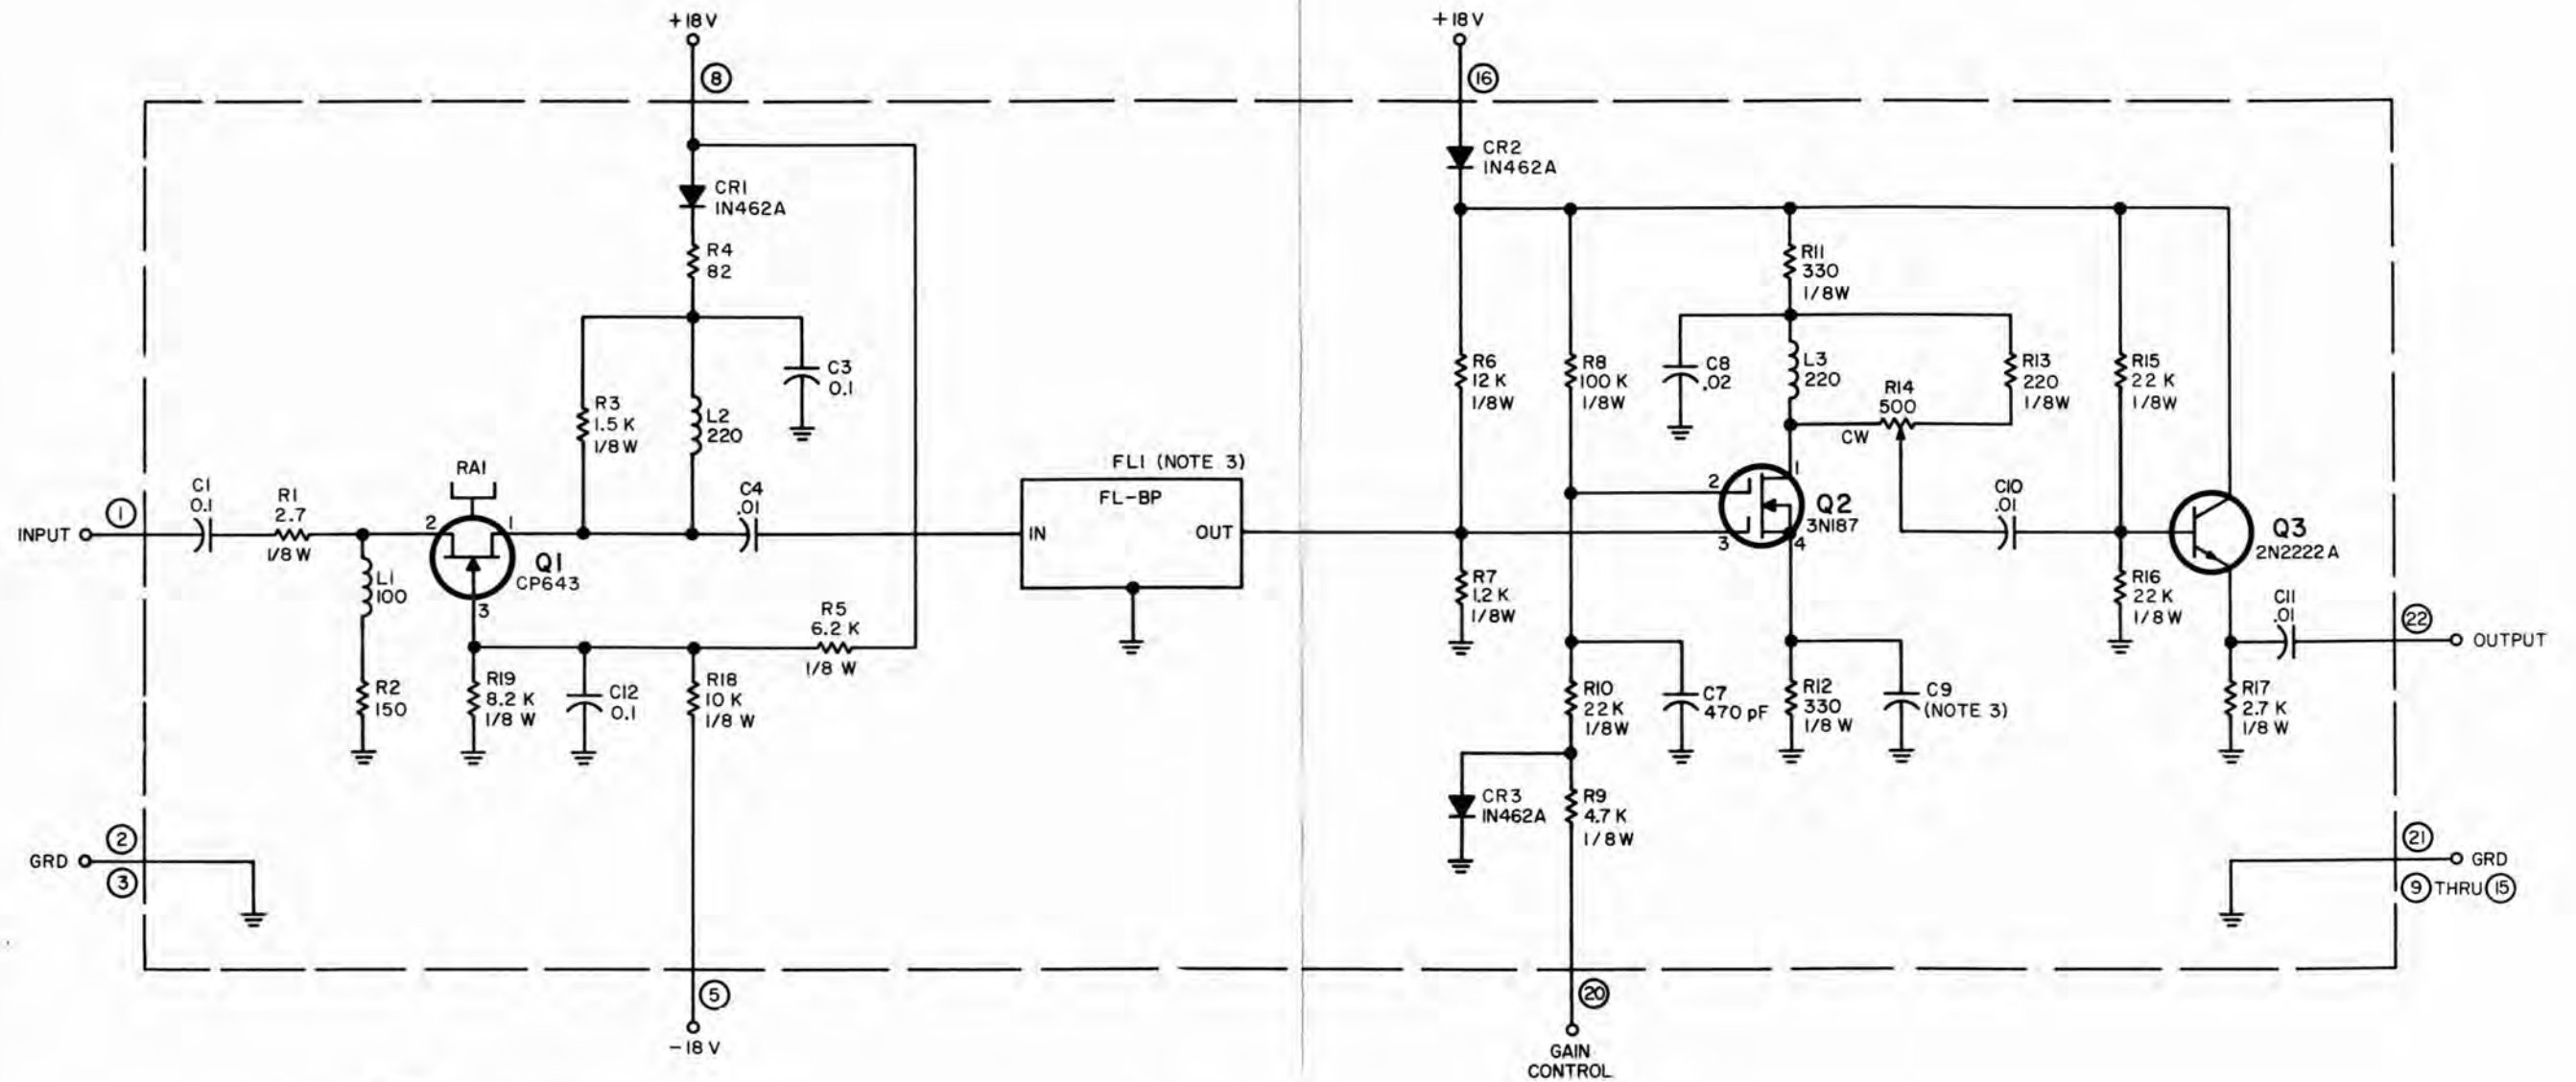 +18V
8
+18V
16
CR1
1N462A
R4
82
R3
1.5 K
1/8 W
L2
220
C3
0.1
RA1
C1
0.1
R1
2.7
1/8 W
INPUT
1
2
1
3
Q1
CP643
L1
100
R2
150
R19
8.2 K
1/8 W
C12
0.1
R18
10 K
1/8 W
R5
6.2 K
1/8 W
C4
.01
FL1 (NOTE 3)
FL-BP
IN
OUT
GRD
2
3
5
-18V
CR2
1N462A
R6
12 K
1/8W
R8
100 K
1/8W
R11
330
1/8W
C8
.02
L3
220
R13
220
1/8W
R14
500
CW
R15
22 K
1/8W
2
1
3
4
Q2
3N187
C10
.01
Q3
2N2222A
R7
1.2 K
1/8W
R16
22 K
1/8W
C11
.01
22
OUTPUT
R10
22 K
1/8W
C7
470 pF
R12
330
1/8 W
C9
(NOTE 3)
R17
2.7 K
1/8 W
CR3
1N462A
R9
4.7 K
1/8W
21
GRD
9 THRU 15
20
GAIN
CONTROL